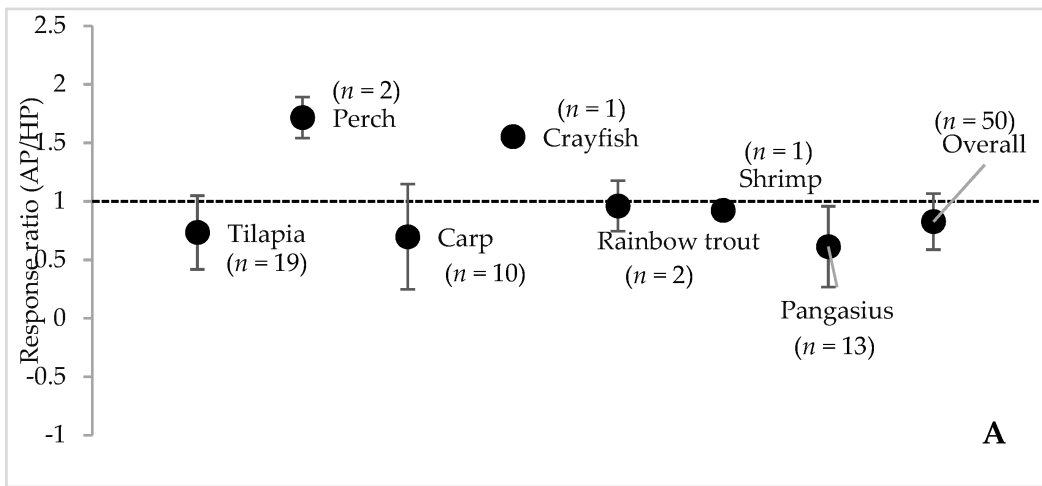 Response ratio (AP/HP)
2.5
2
1.5
1
0.5
0
-0.5
-1
Tilapia
(n = 19)
(n = 2)
Perch
Carp
(n = 10)
(n = 1)
Crayfish
Rainbow trout
(n = 2)
(n = 1)
Shrimp
Pangasius
(n = 13)
(n = 50)
Overall
A